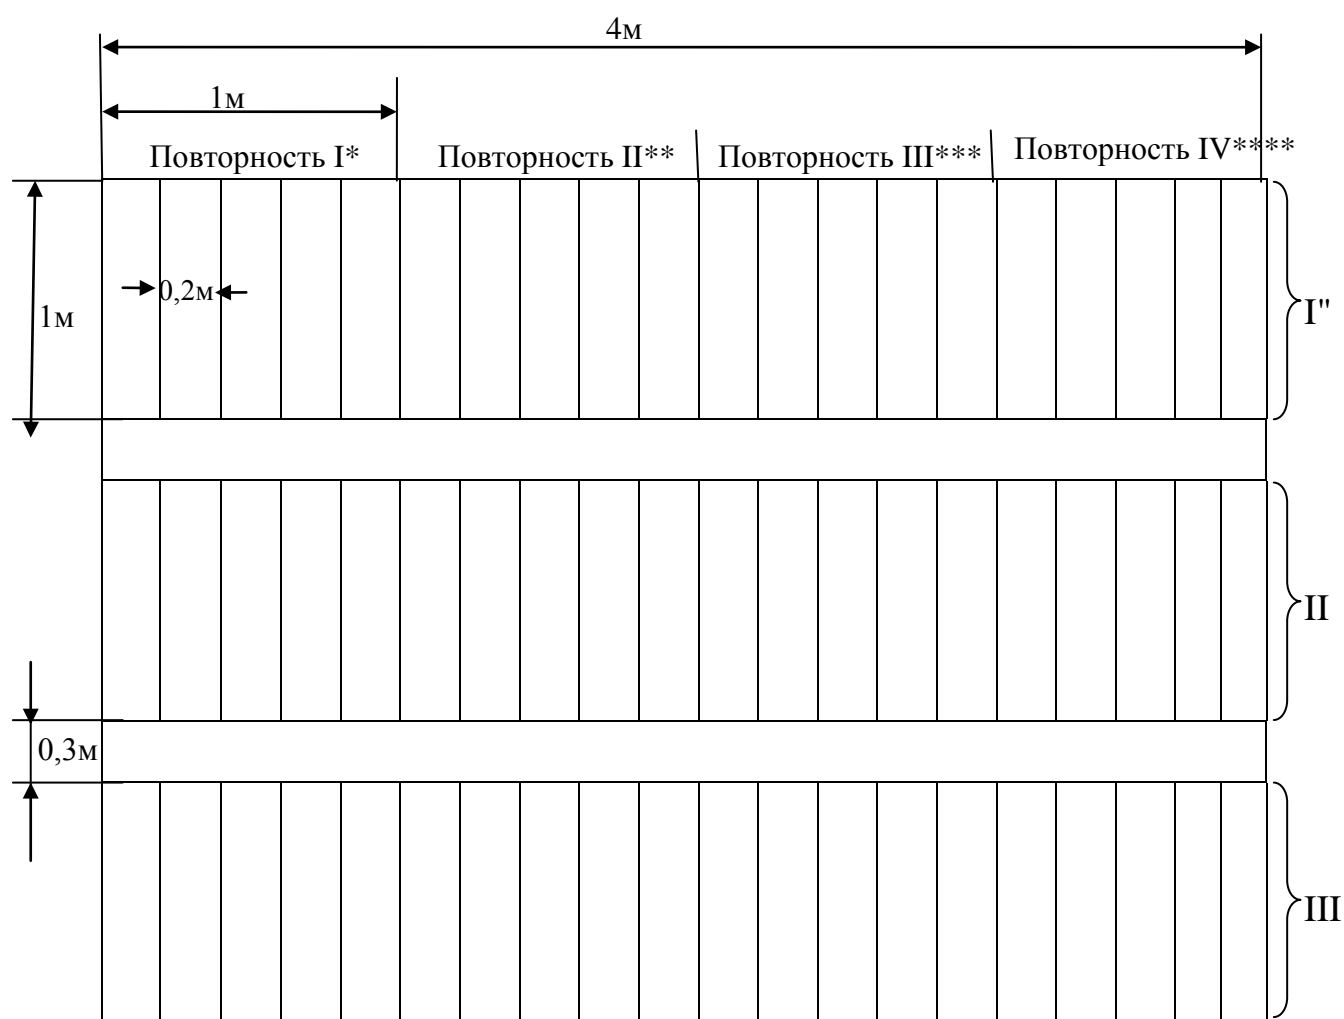 4м
1м
Повторность I*
Повторность II**
Повторность III***
Повторность IV****
0,2м
1м
I"
II
0,3м
III